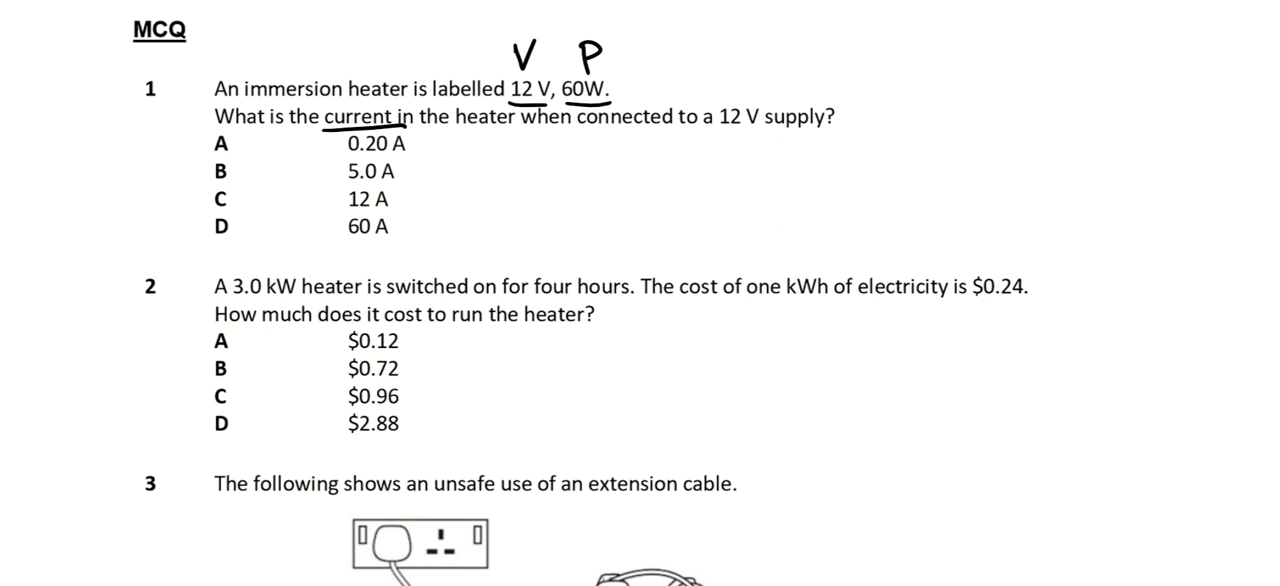 MCQ
V P
1 An immersion heater is labelled 12 V, 60W.
What is the current in the heater when connected to a 12 V supply?
A 0.20 A
B 5.0 A
C 12 A
D 60 A
2 A 3.0 kW heater is switched on for four hours. The cost of one kWh of electricity is $0.24.
How much does it cost to run the heater?
A $0.12
B $0.72
C $0.96
D $2.88
3 The following shows an unsafe use of an extension cable.